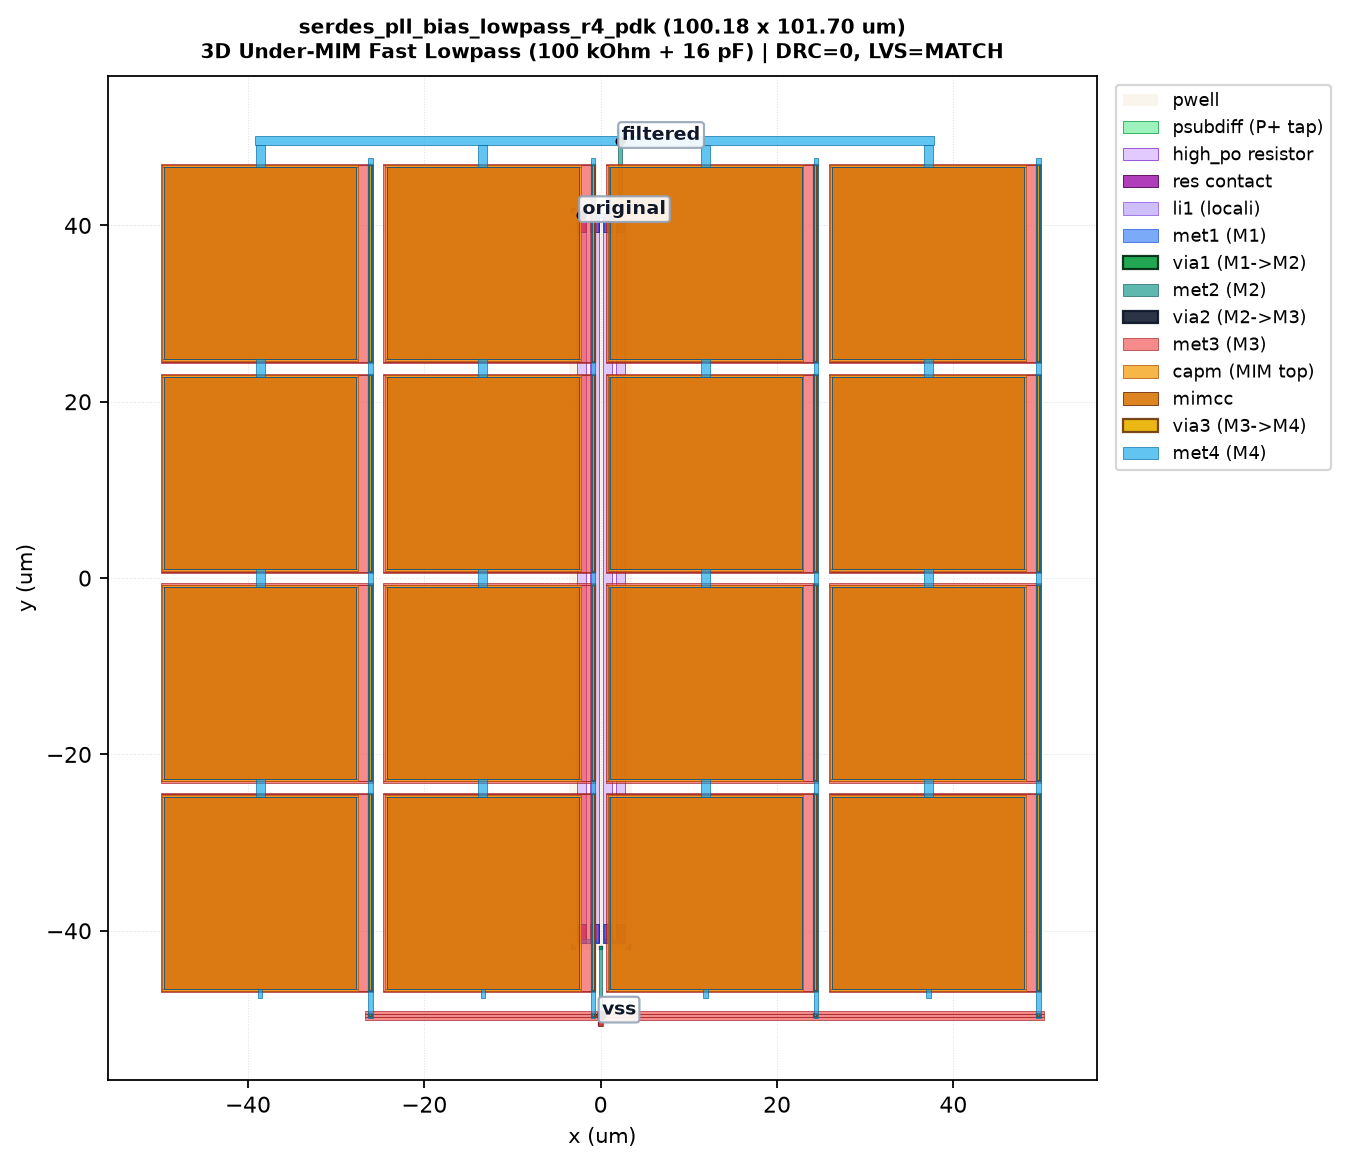 serdes_pll_bias_lowpass_r4_pdk (100.18 x 101.70 um)
3D Under-MIM Fast Lowpass (100 kOhm + 16 pF) | DRC=0, LVS=MATCH
filtered
original
vss
40
20
0
−20
−40
y (um)
−40
−20
0
20
40
x (um)
pwell
psubdiff (P+ tap)
high_po resistor
res contact
li1 (locali)
met1 (M1)
via1 (M1->M2)
met2 (M2)
via2 (M2->M3)
met3 (M3)
capm (MIM top)
mimcc
via3 (M3->M4)
met4 (M4)